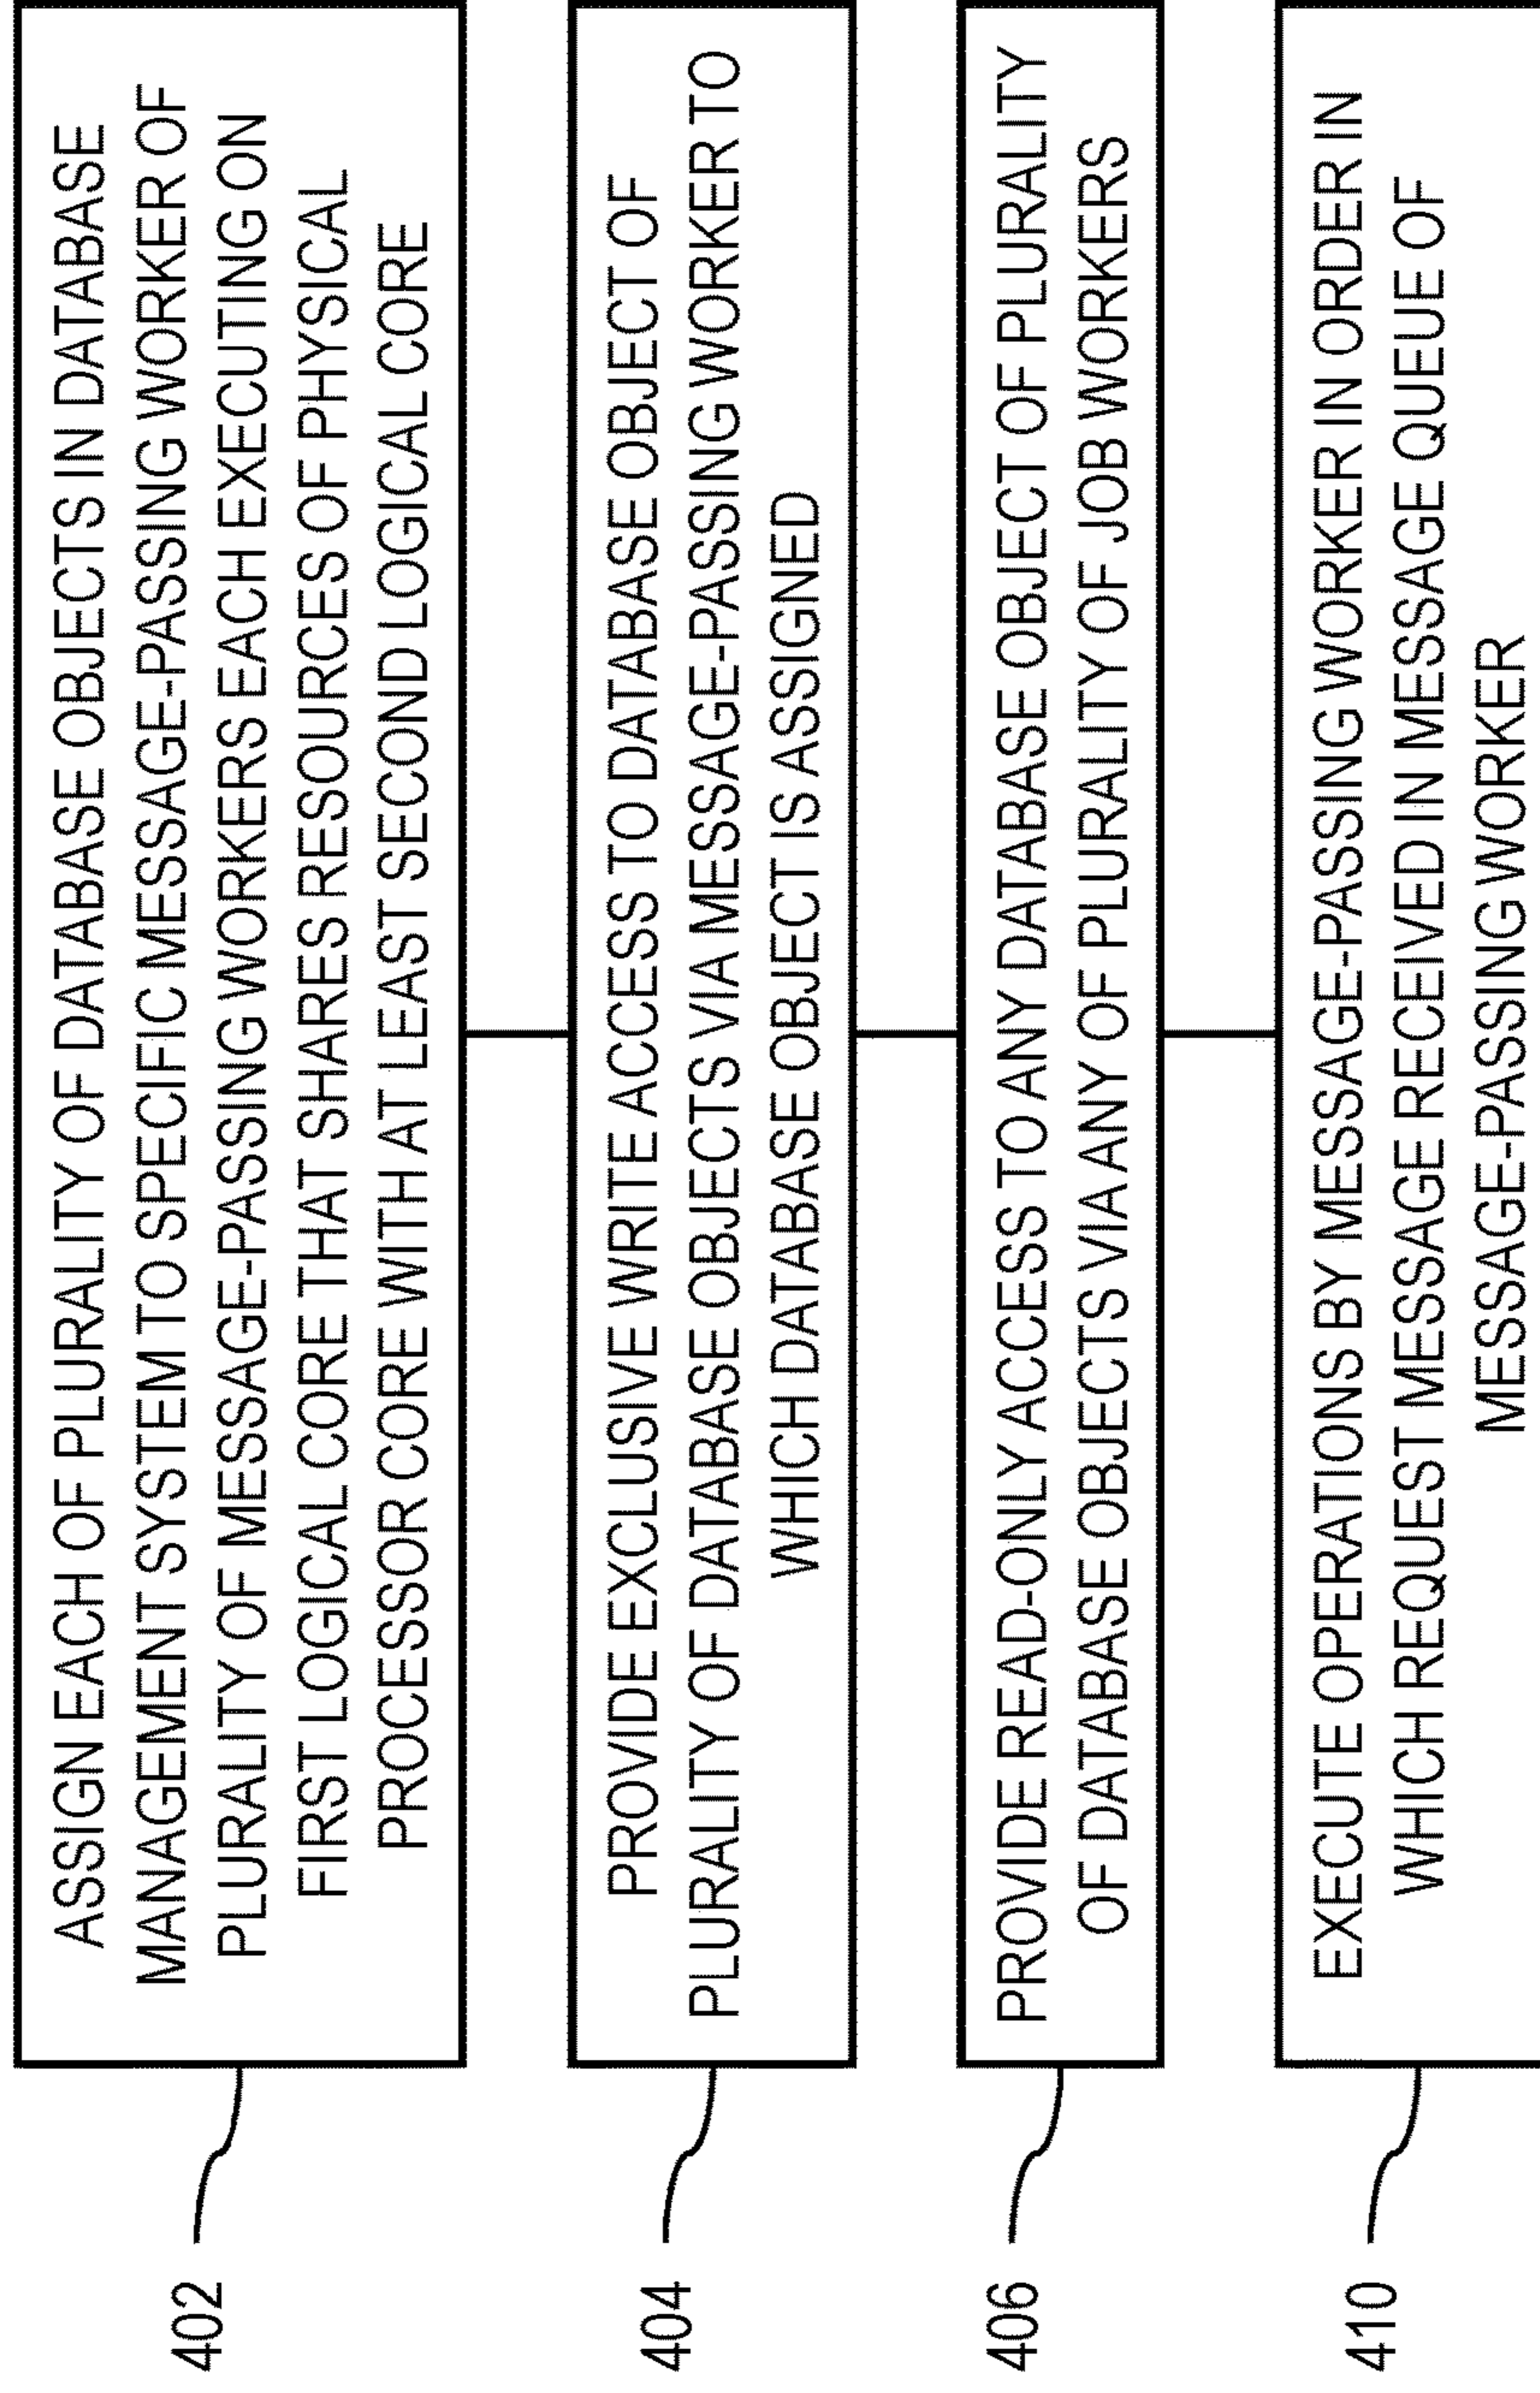 402
ASSIGN EACH OF PLURALITY OF DATABASE OBJECTS IN DATABASE
MANAGEMENT SYSTEM TO SPECIFIC MESSAGE-PASSING WORKER OF
PLURALITY OF MESSAGE-PASSING WORKERS EACH EXECUTING ON
FIRST LOGICAL CORE THAT SHARES RESOURCES OF PHYSICAL
PROCESSOR CORE WITH AT LEAST SECOND LOGICAL CORE
404
PROVIDE EXCLUSIVE WRITE ACCESS TO DATABASE OBJECT OF
PLURALITY OF DATABASE OBJECTS VIA MESSAGE-PASSING WORKER TO
WHICH DATABASE OBJECT IS ASSIGNED
406
PROVIDE READ-ONLY ACCESS TO ANY DATABASE OBJECT OF PLURALITY
OF DATABASE OBJECTS VIA ANY OF PLURALITY OF JOB WORKERS
410
EXECUTE OPERATIONS BY MESSAGE-PASSING WORKER IN ORDER IN
WHICH REQUEST MESSAGE RECEIVED IN MESSAGE QUEUE OF
MESSAGE-PASSING WORKER